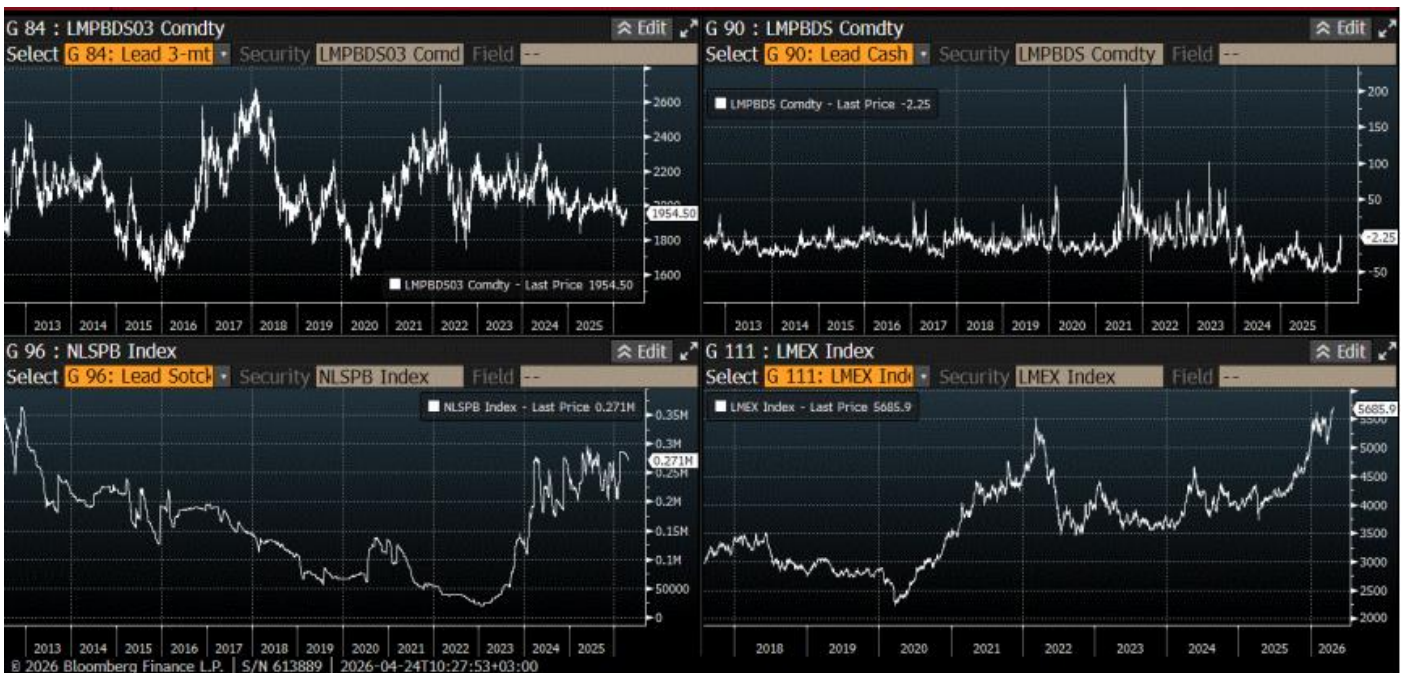 G 84 : LMPBDS03 Comdty
Edit
Select G 84: Lead 3-mt Security LMPBDS03 Comd Field --
2600
2400
2200
2000
1954.50
1800
1600
LMPBDS03 Comdty - Last Price 1954.50
2013 2014 2015 2016 2017 2018 2019 2020 2021 2022 2023 2024 2025
G 90 : LMPBDS Comdty
Edit
Select G 90: Lead Cash Security LMPBDS Comdty Field --
LMPBDS Comdty - Last Price -2.25
200
150
100
50
-2.25
-50
2013 2014 2015 2016 2017 2018 2019 2020 2021 2022 2023 2024 2025
G 96 : NLSPB Index
Edit
Select G 96: Lead Sotck Security NLSPB Index Field --
NLSPB Index - Last Price 0.271M
0.35M
0.3M
0.271M
0.25M
0.2M
0.15M
0.1M
50000
0
2013 2014 2015 2016 2017 2018 2019 2020 2021 2022 2023 2024 2025
G 111 : LMEX Index
Edit
Select G 111: LMEX Ind Security LMEX Index Field --
LMEX Index - Last Price 5685.9
5685.9
5500
5000
4500
4000
3500
3000
2500
2000
2018 2019 2020 2021 2022 2023 2024 2025 2026
© 2026 Bloomberg Finance L.P. | S/N 613889 | 2026-04-24T10:27:53+03:00